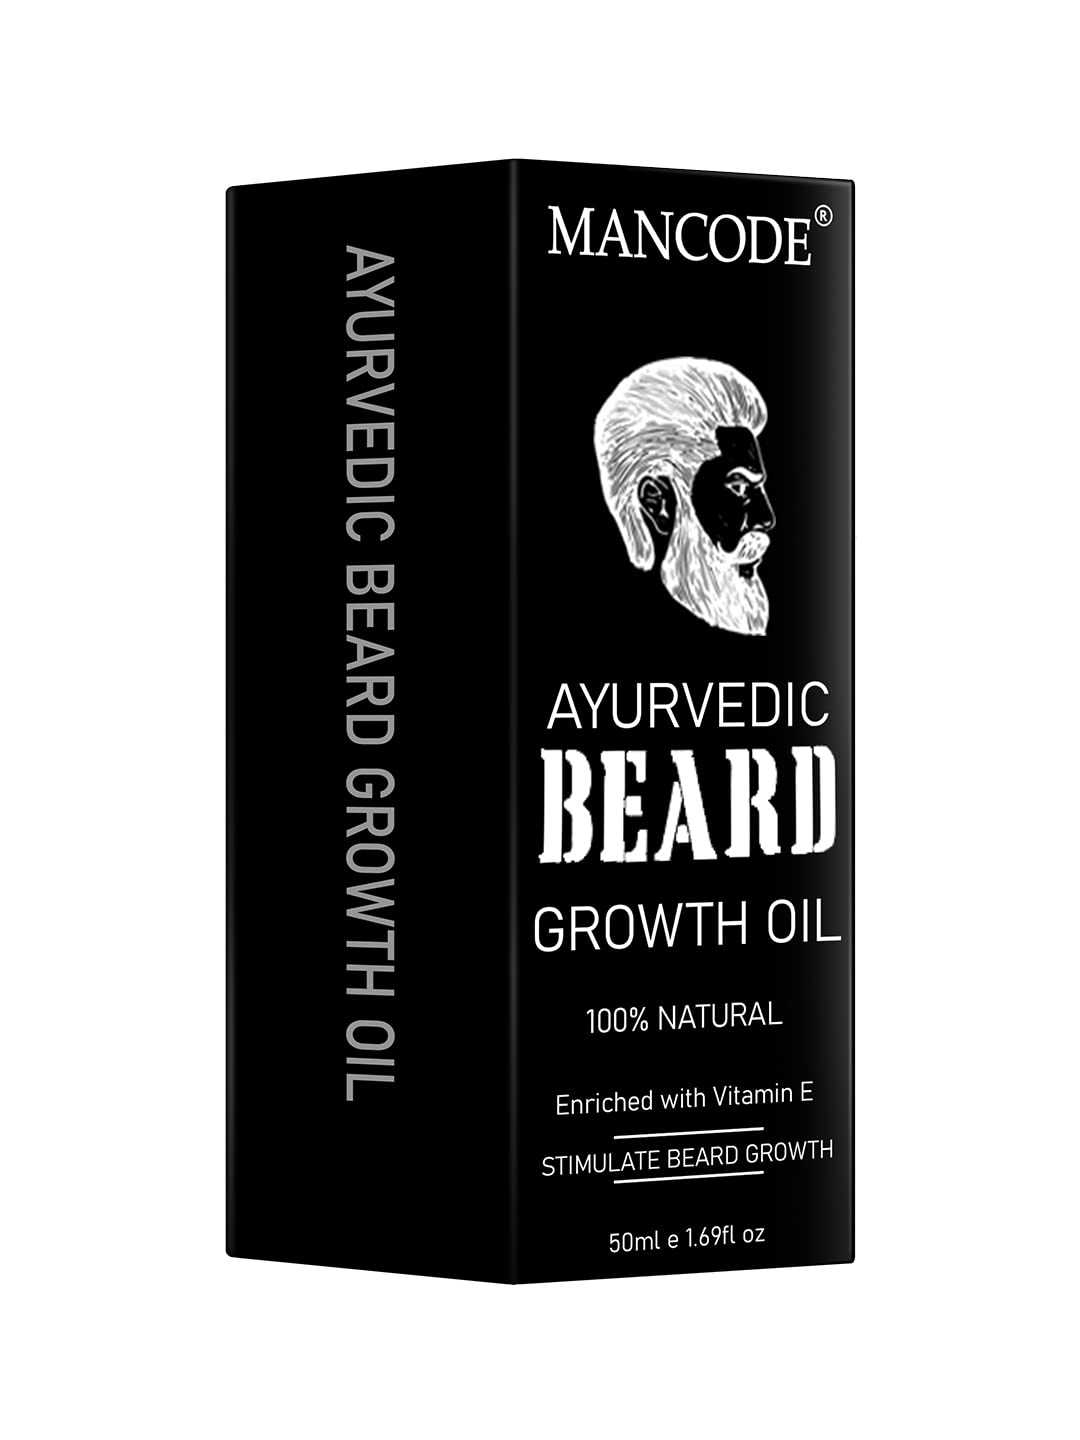 AYURVEDIC BEARD GROWTH OIL
MANCODE®
AYURVEDIC
BEARD
GROWTH OIL
100% NATURAL
Enriched with Vitamin E
STIMULATE BEARD GROWTH
50ml e 1.69fl oz